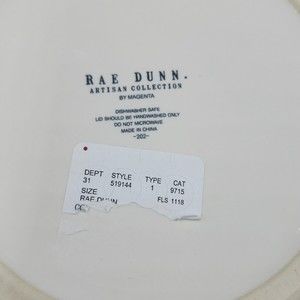 RAE DUNN.
ARTISAN COLLECTION
BY MAGENTA
DISHWASHER SAFE
LID SHOULD BE HANDWASHED ONLY
DO NOT MICROWAVE
MADE IN CHINA
-202-
DEPT STYLE TYPE CAT
31 519144 1 9715
SIZE FLS 1118
RAE DUNN